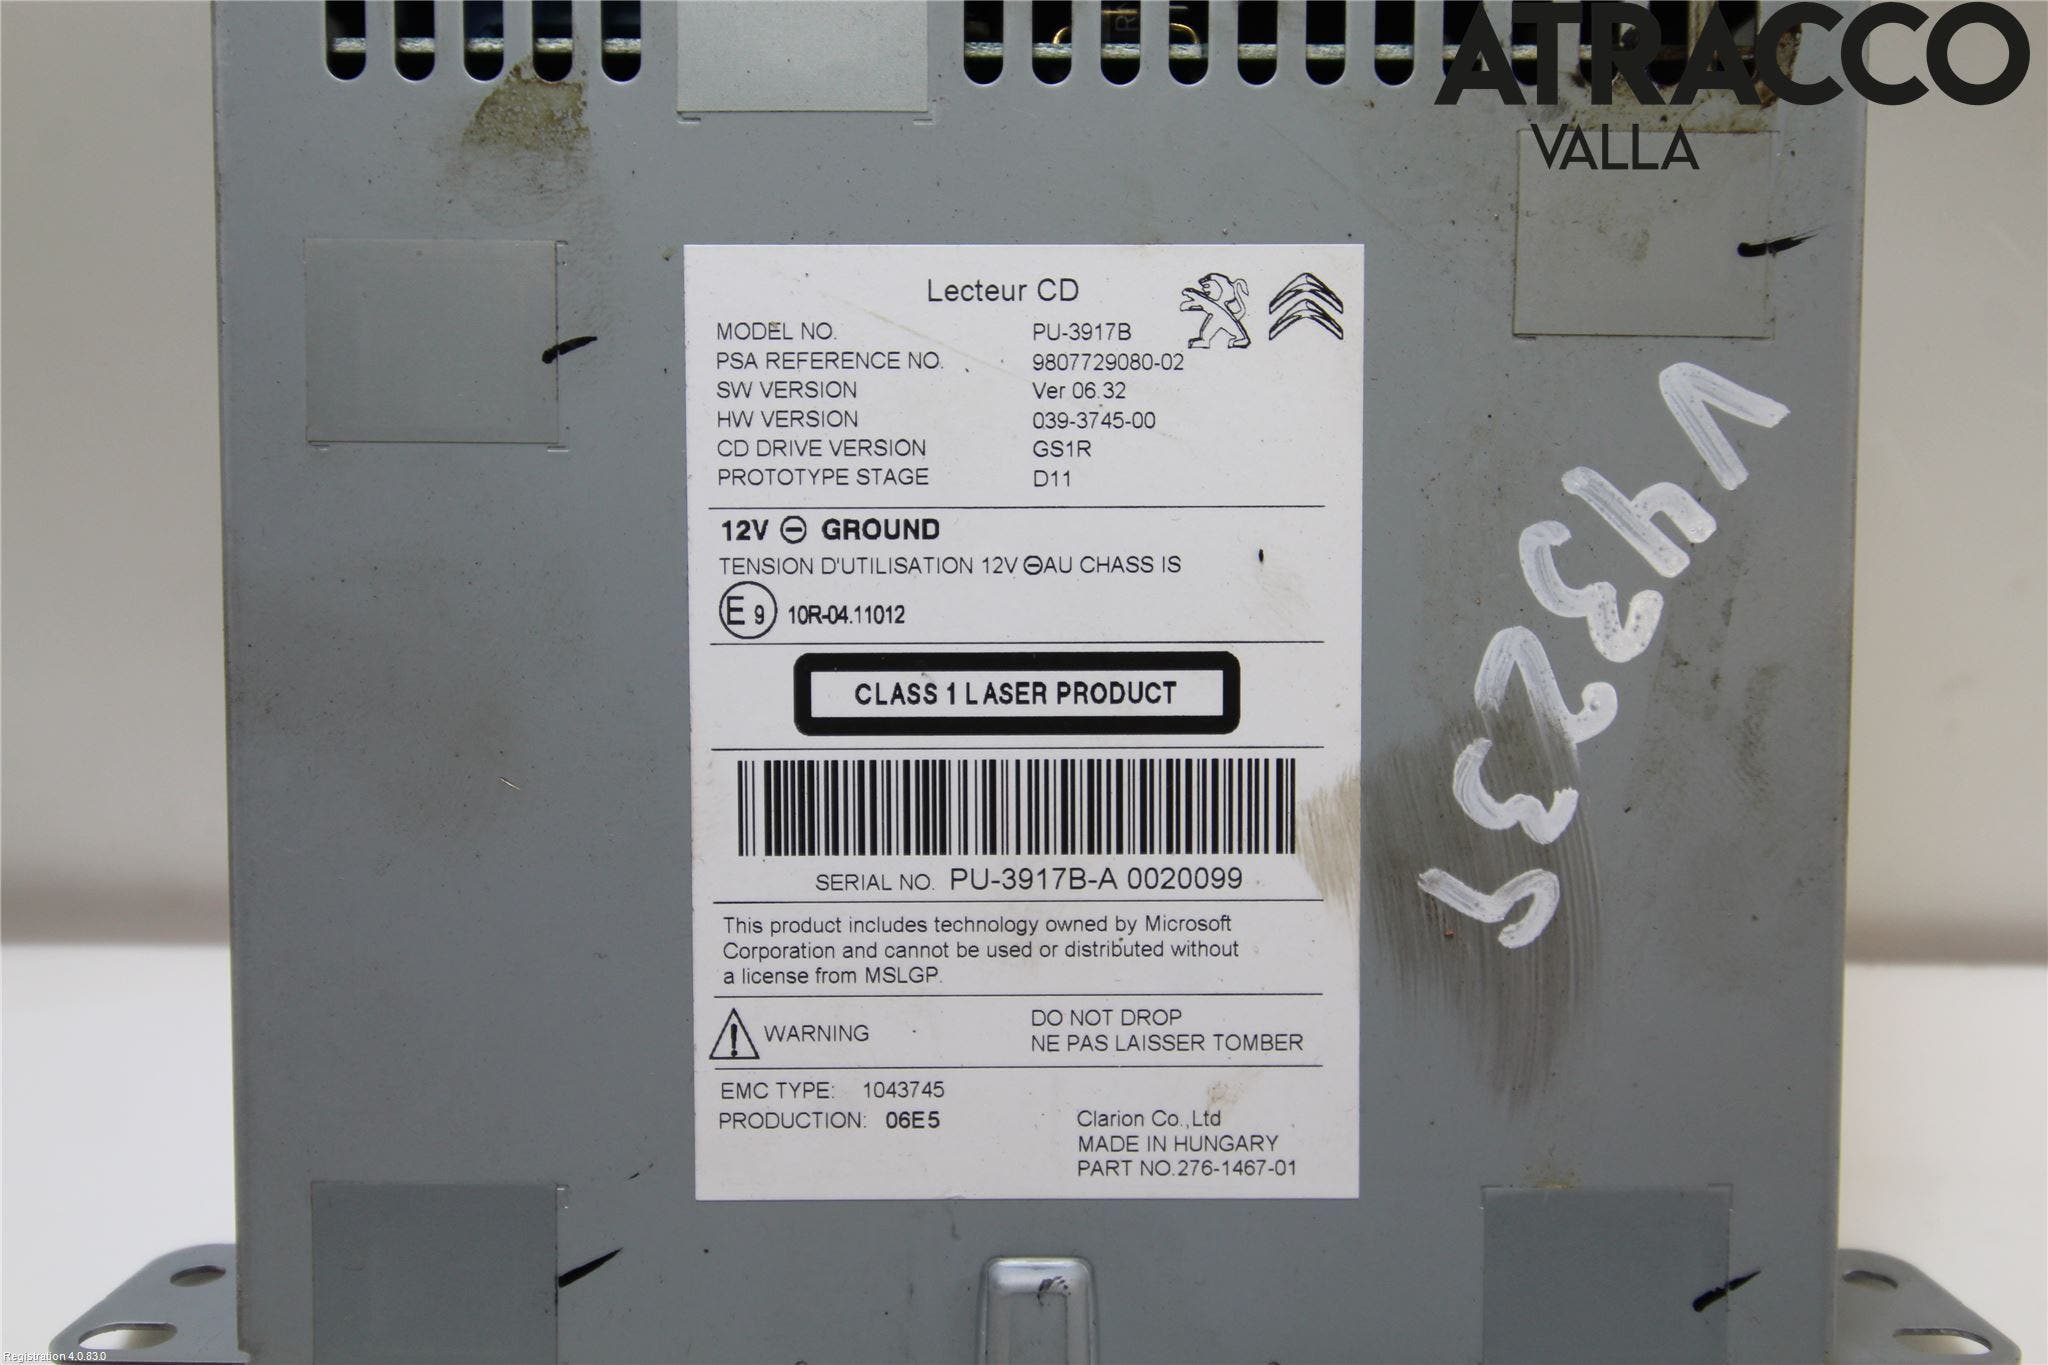 ATRACCO
VALLA
Lecteur CD
MODEL NO. PU-3917B
PSA REFERENCE NO. 9807729080-02
SW VERSION Ver 06.32
HW VERSION 039-3745-00
CD DRIVE VERSION GS1R
PROTOTYPE STAGE D11
12V ⊖ GROUND
TENSION D'UTILISATION 12V ⊖AU CHASS IS
E 9 10R-04.11012
CLASS 1 LASER PRODUCT
SERIAL NO. PU-3917B-A 0020099
This product includes technology owned by Microsoft
Corporation and cannot be used or distributed without
a license from MSLGP.
WARNING
DO NOT DROP
NE PAS LAISSER TOMBER
EMC TYPE: 1043745
PRODUCTION: 06E5
Clarion Co.,Ltd
MADE IN HUNGARY
PART NO.276-1467-01
V43235
Registration 4.0.83.0